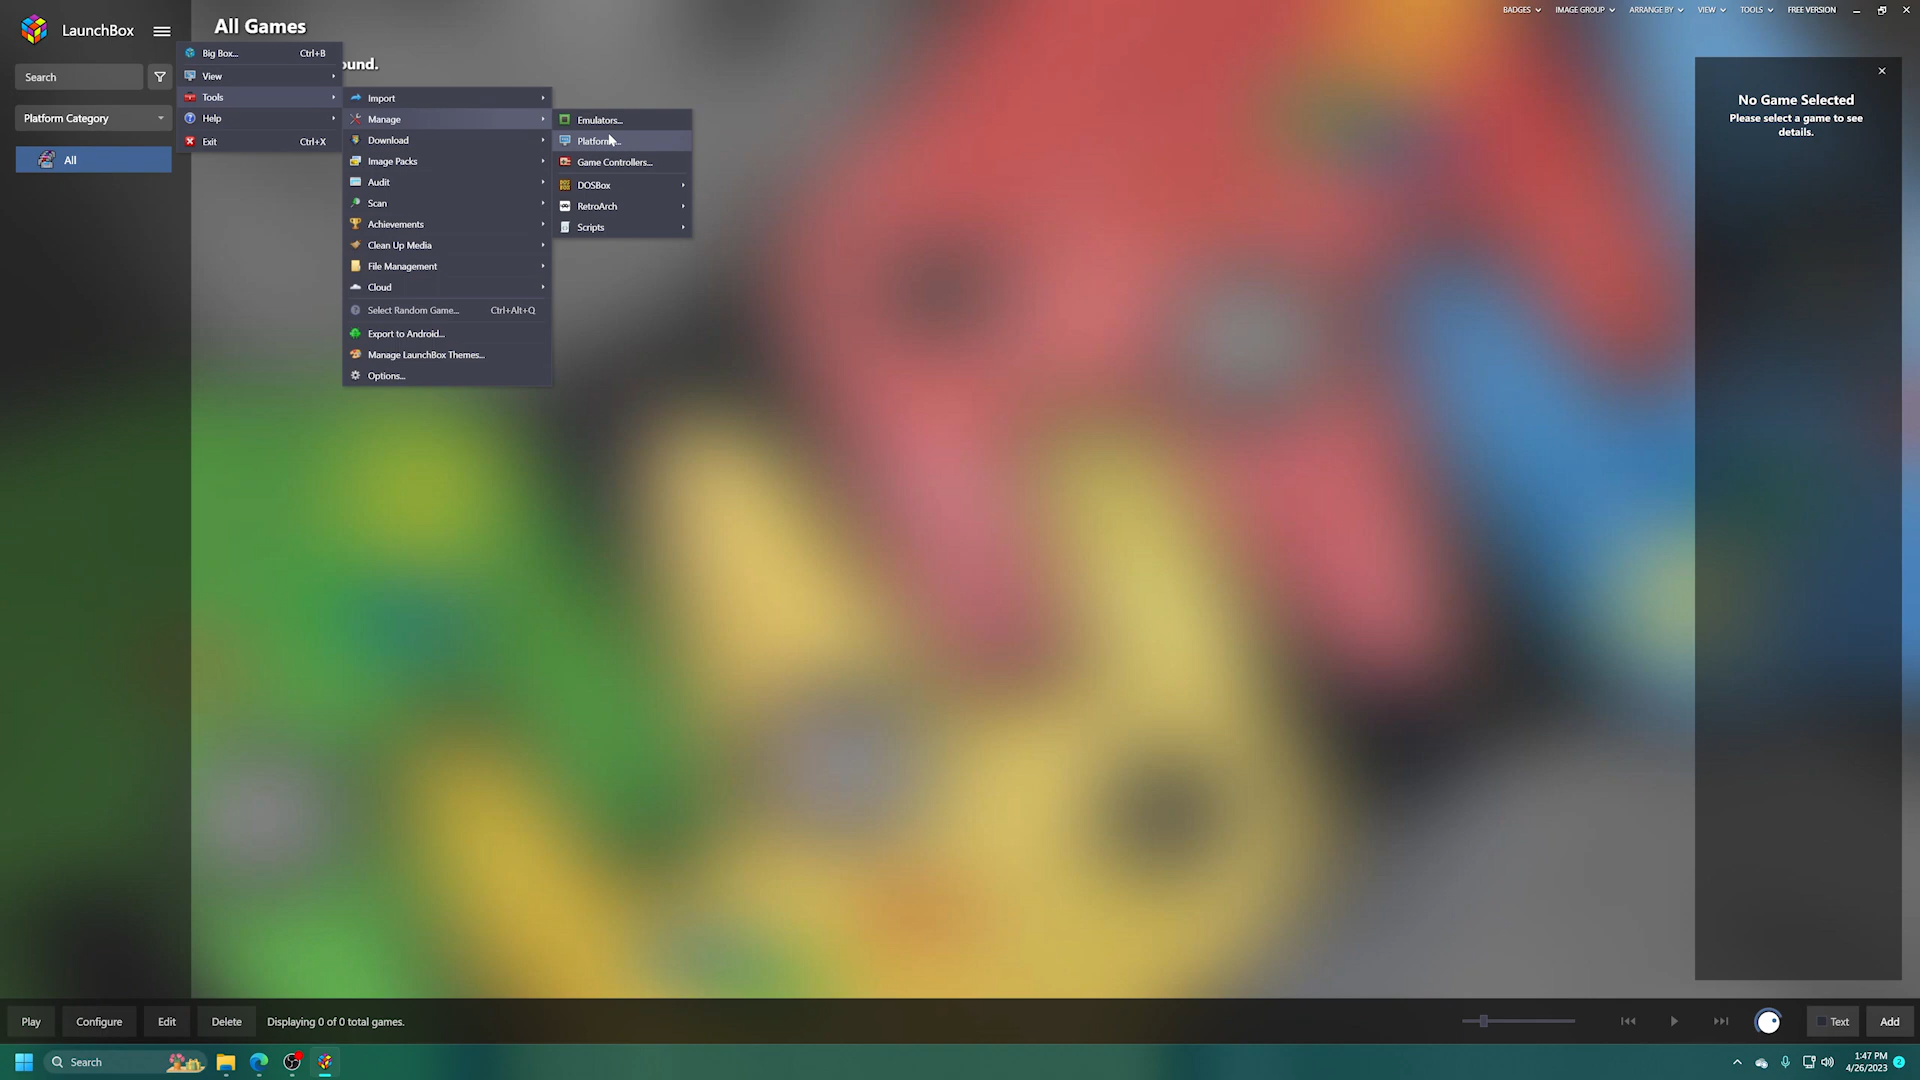 LaunchBox
All Games
BADGES
IMAGE GROUP
ARRANGE BY
VIEW
TOOLS
FREE VERSION
Search
Platform Category
All
Big Box... Ctrl+B
View
Tools
Help
Exit Ctrl+X
ound.
Import
Manage
Download
Image Packs
Audit
Scan
Achievements
Clean Up Media
File Management
Cloud
Select Random Game... Ctrl+Alt+Q
Export to Android...
Manage LaunchBox Themes...
Options...
Emulators...
Platforms...
Game Controllers...
DOSBox
RetroArch
Scripts
No Game Selected
Please select a game to see
details.
Play
Configure
Edit
Delete
Displaying 0 of 0 total games.
Text
Add
Search
1:47 PM
4/26/2023
2